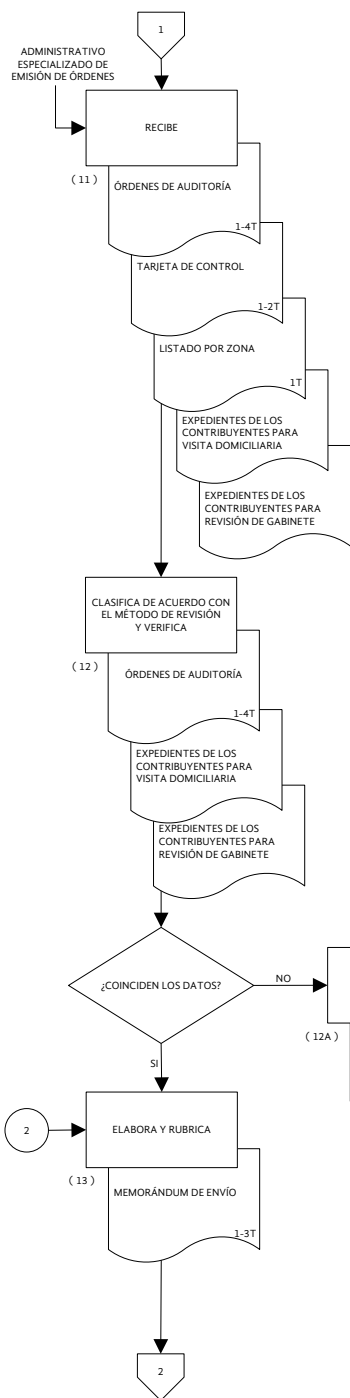 1
ADMINISTRATIVO
ESPECIALIZADO DE
EMISIÓN DE ÓRDENES
RECIBE
( 11 )
ÓRDENES DE AUDITORÍA
1-4T
TARJETA DE CONTROL
1-2T
LISTADO POR ZONA
1T
EXPEDIENTES DE LOS
CONTRIBUYENTES PARA
VISITA DOMICILIARIA
EXPEDIENTES DE LOS
CONTRIBUYENTES PARA
REVISIÓN DE GABINETE
CLASIFICA DE ACUERDO CON
EL MÉTODO DE REVISIÓN
Y VERIFICA
( 12 )
ÓRDENES DE AUDITORÍA
1-4T
EXPEDIENTES DE LOS
CONTRIBUYENTES PARA
VISITA DOMICILIARIA
EXPEDIENTES DE LOS
CONTRIBUYENTES PARA
REVISIÓN DE GABINETE
¿COINCIDEN LOS DATOS?
NO
( 12A )
SI
2
ELABORA Y RUBRICA
( 13 )
MEMORÁNDUM DE ENVÍO
1-3T
2